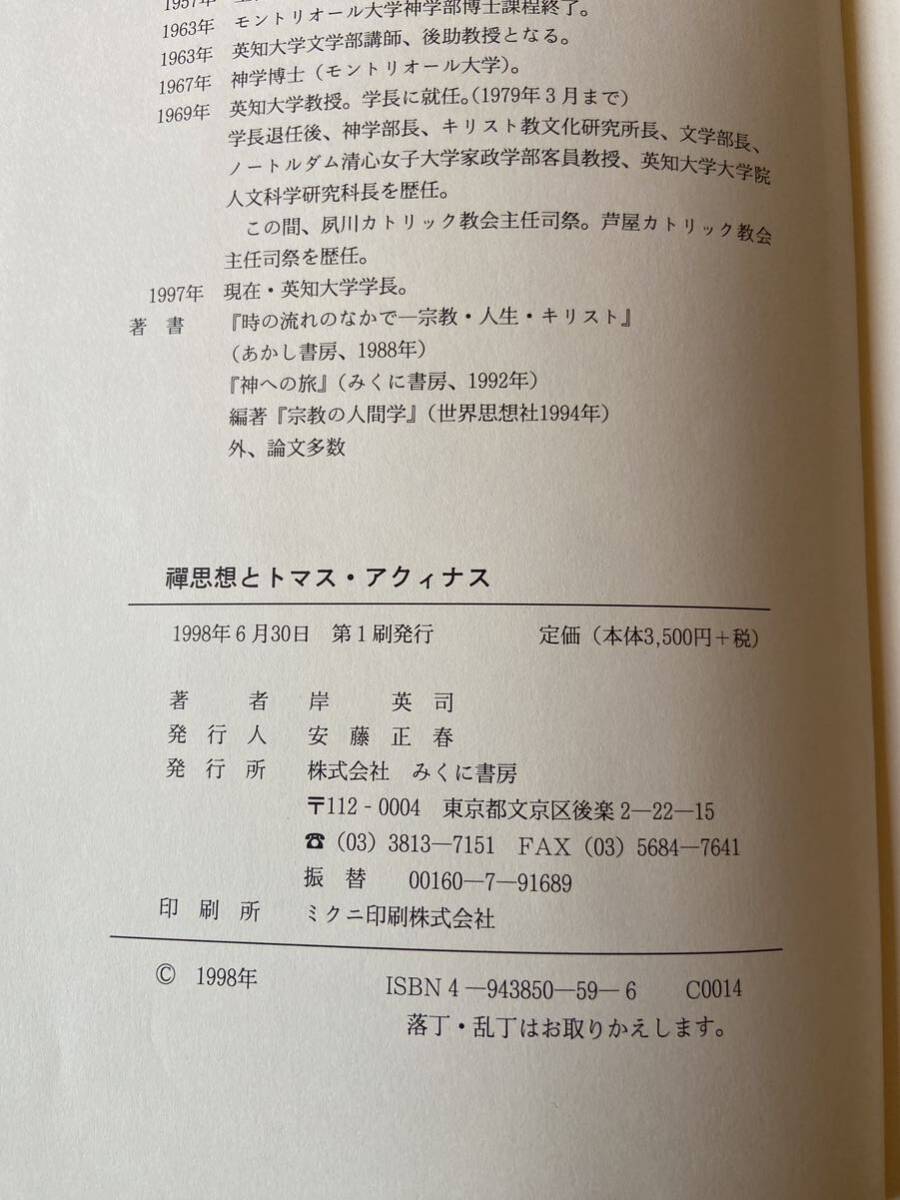 1957年
1963年 モントリオール大学神学部博士課程終了。
1963年 英知大学文学部講師、後助教授となる。
1967年 神学博士（モントリオール大学）。
1969年 英知大学教授。学長に就任。（1979年３月まで）
学長退任後、神学部長、キリスト教文化研究所長、文学部長、
ノートルダム清心女子大学家政学部客員教授、英知大学大学院
人文科学研究科長を歴任。
この間、夙川カトリック教会主任司祭。芦屋カトリック教会
主任司祭を歴任。
1997年 現在・英知大学学長。
著 書 『時の流れのなかで―宗教・人生・キリスト』
（あかし書房、1988年）
『神への旅』（みくに書房、1992年）
編著『宗教の人間学』（世界思想社1994年）
外、論文多数
禪思想とトマス・アクィナス
1998年６月30日 第１刷発行 定価（本体3,500円＋税）
著 者 岸 英 司
発 行 人 安 藤 正 春
発 行 所 株式会社 みくに書房
〒112‐0004 東京都文京区後楽２―22―15
☎（03）3813―7151 FAX（03）5684―7641
振 替 00160―7―91689
印 刷 所 ミクニ印刷株式会社
© 1998年 ISBN 4―943850―59―6 C0014
落丁・乱丁はお取りかえします。